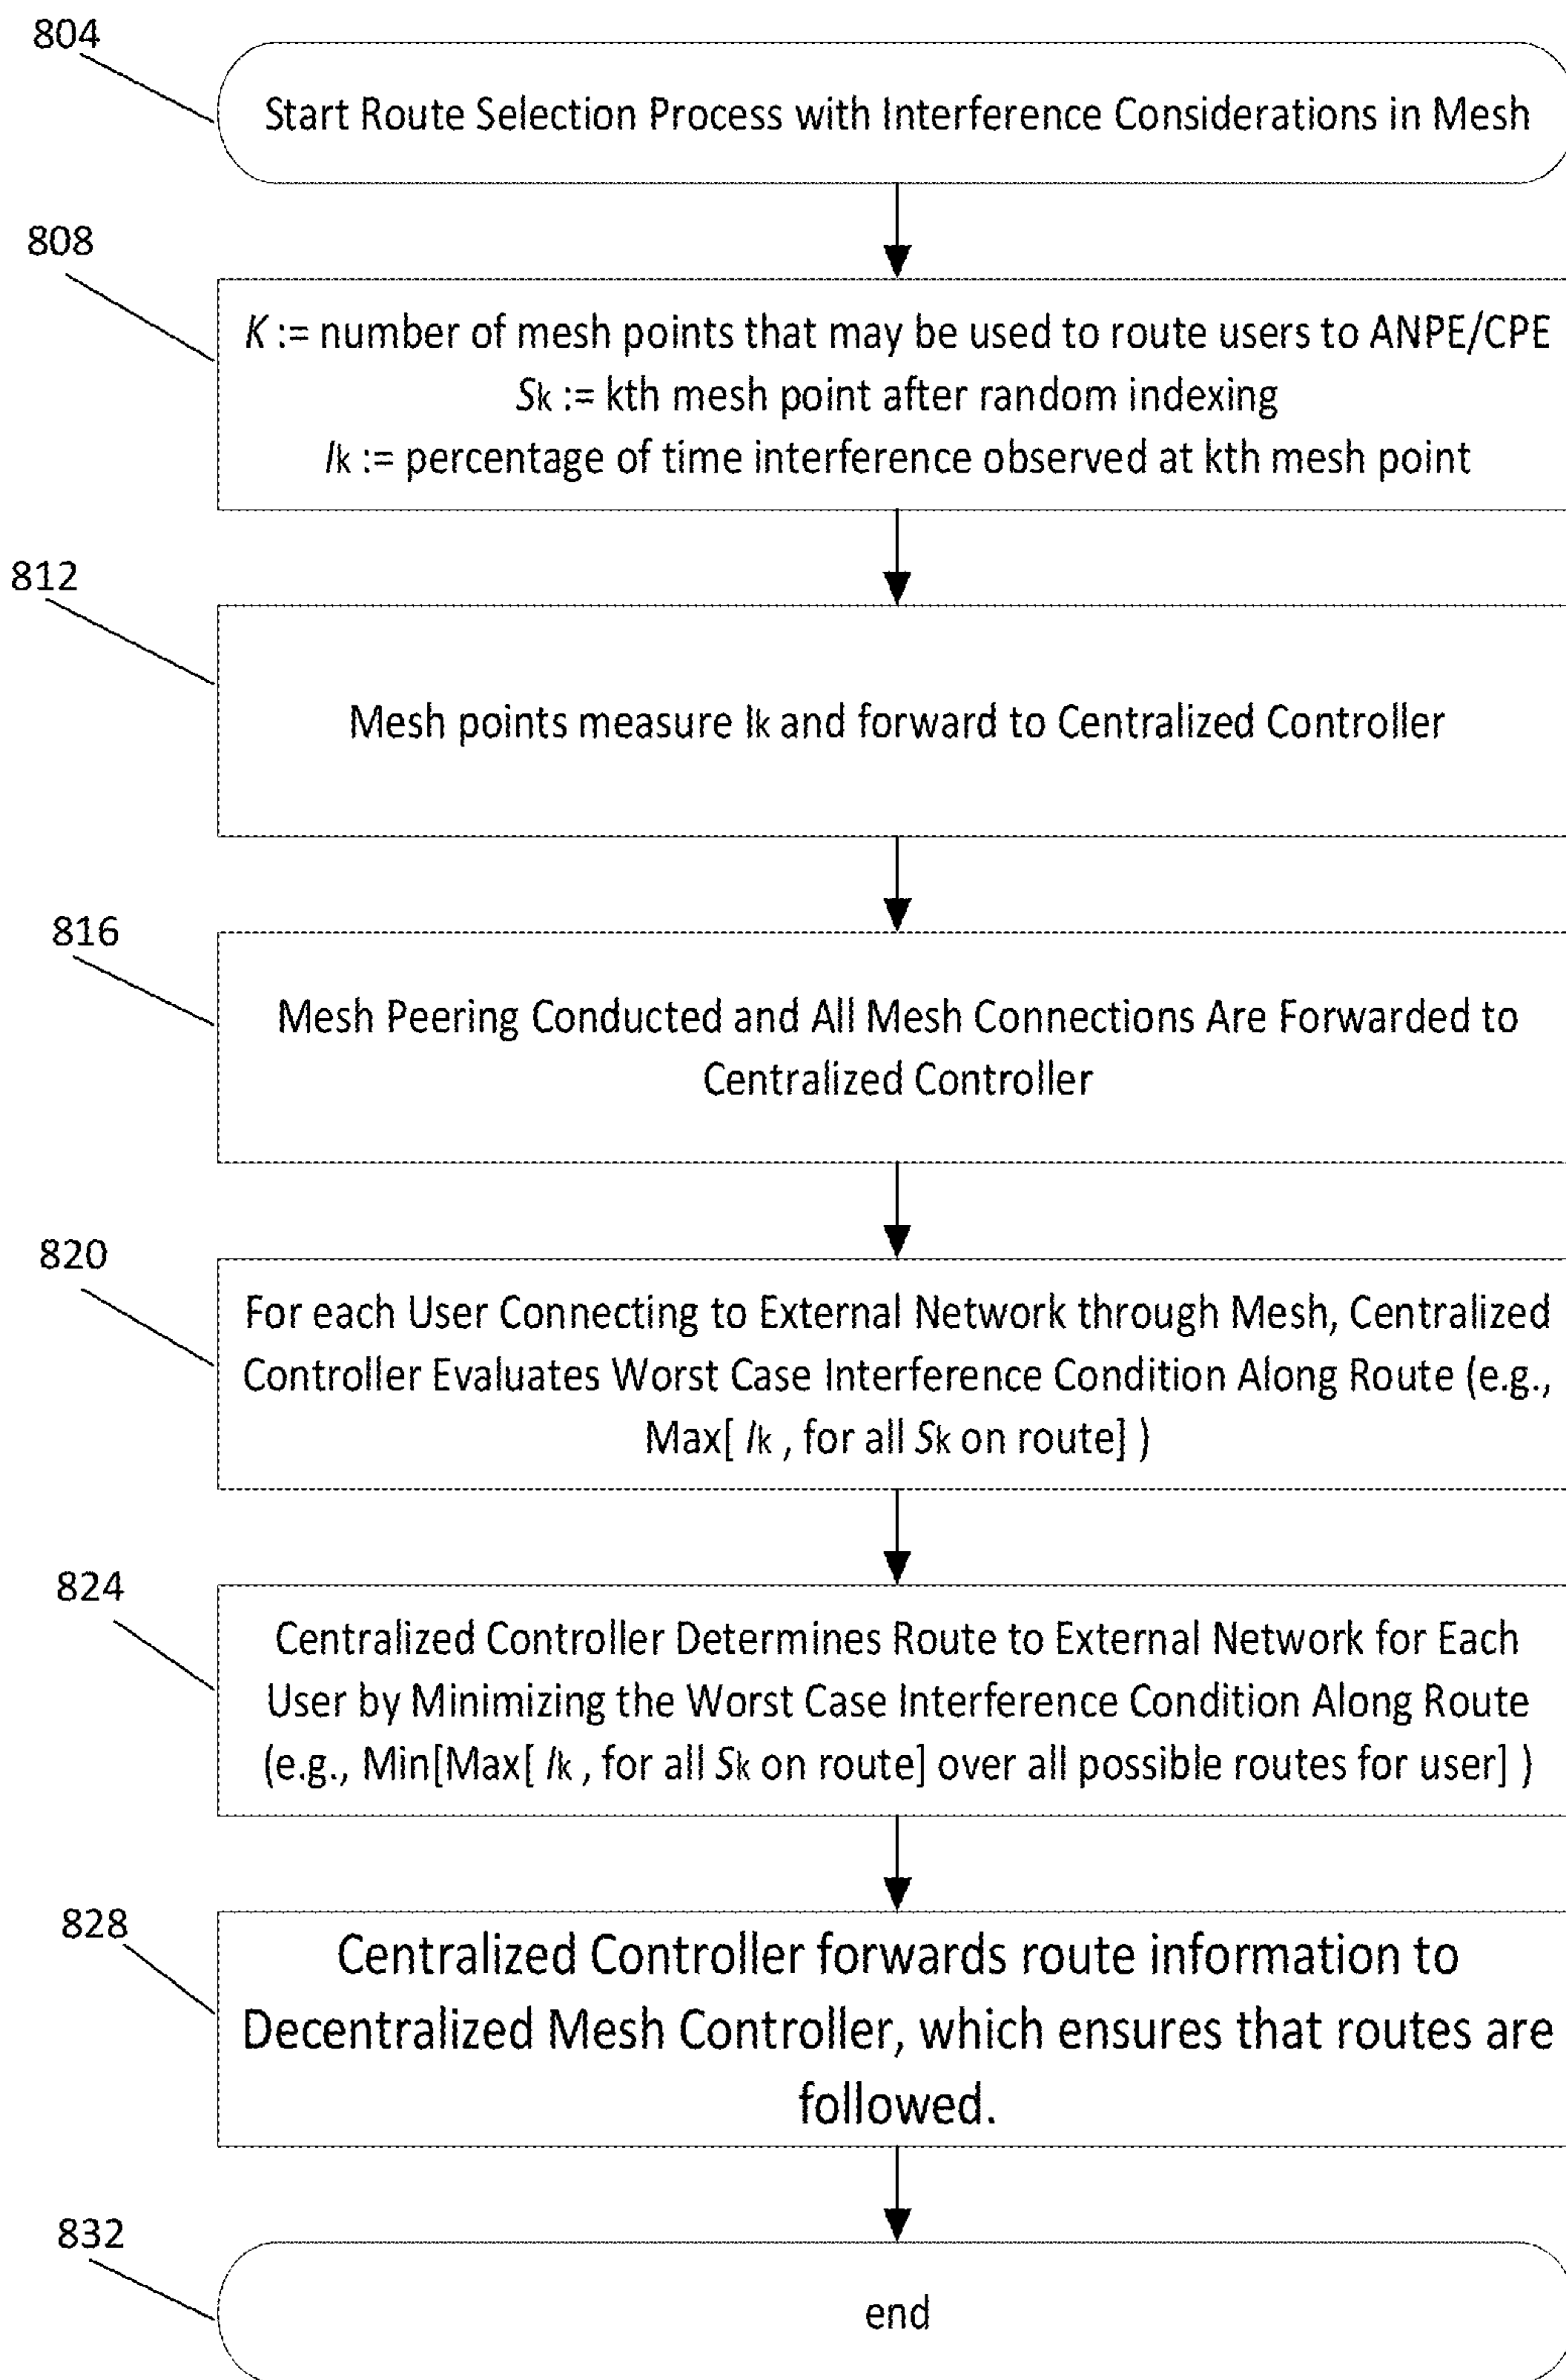 804
Start Route Selection Process with Interference Considerations in Mesh
808
K := number of mesh points that may be used to route users to ANPE/CPE
Sk := kth mesh point after random indexing
Ik := percentage of time interference observed at kth mesh point
812
Mesh points measure Ik and forward to Centralized Controller
816
Mesh Peering Conducted and All Mesh Connections Are Forwarded to
Centralized Controller
820
For each User Connecting to External Network through Mesh, Centralized
Controller Evaluates Worst Case Interference Condition Along Route (e.g.,
Max[ Ik , for all Sk on route] )
824
Centralized Controller Determines Route to External Network for Each
User by Minimizing the Worst Case Interference Condition Along Route
(e.g., Min[Max[ Ik , for all Sk on route] over all possible routes for user] )
828
Centralized Controller forwards route information to
Decentralized Mesh Controller, which ensures that routes are
followed.
832
end